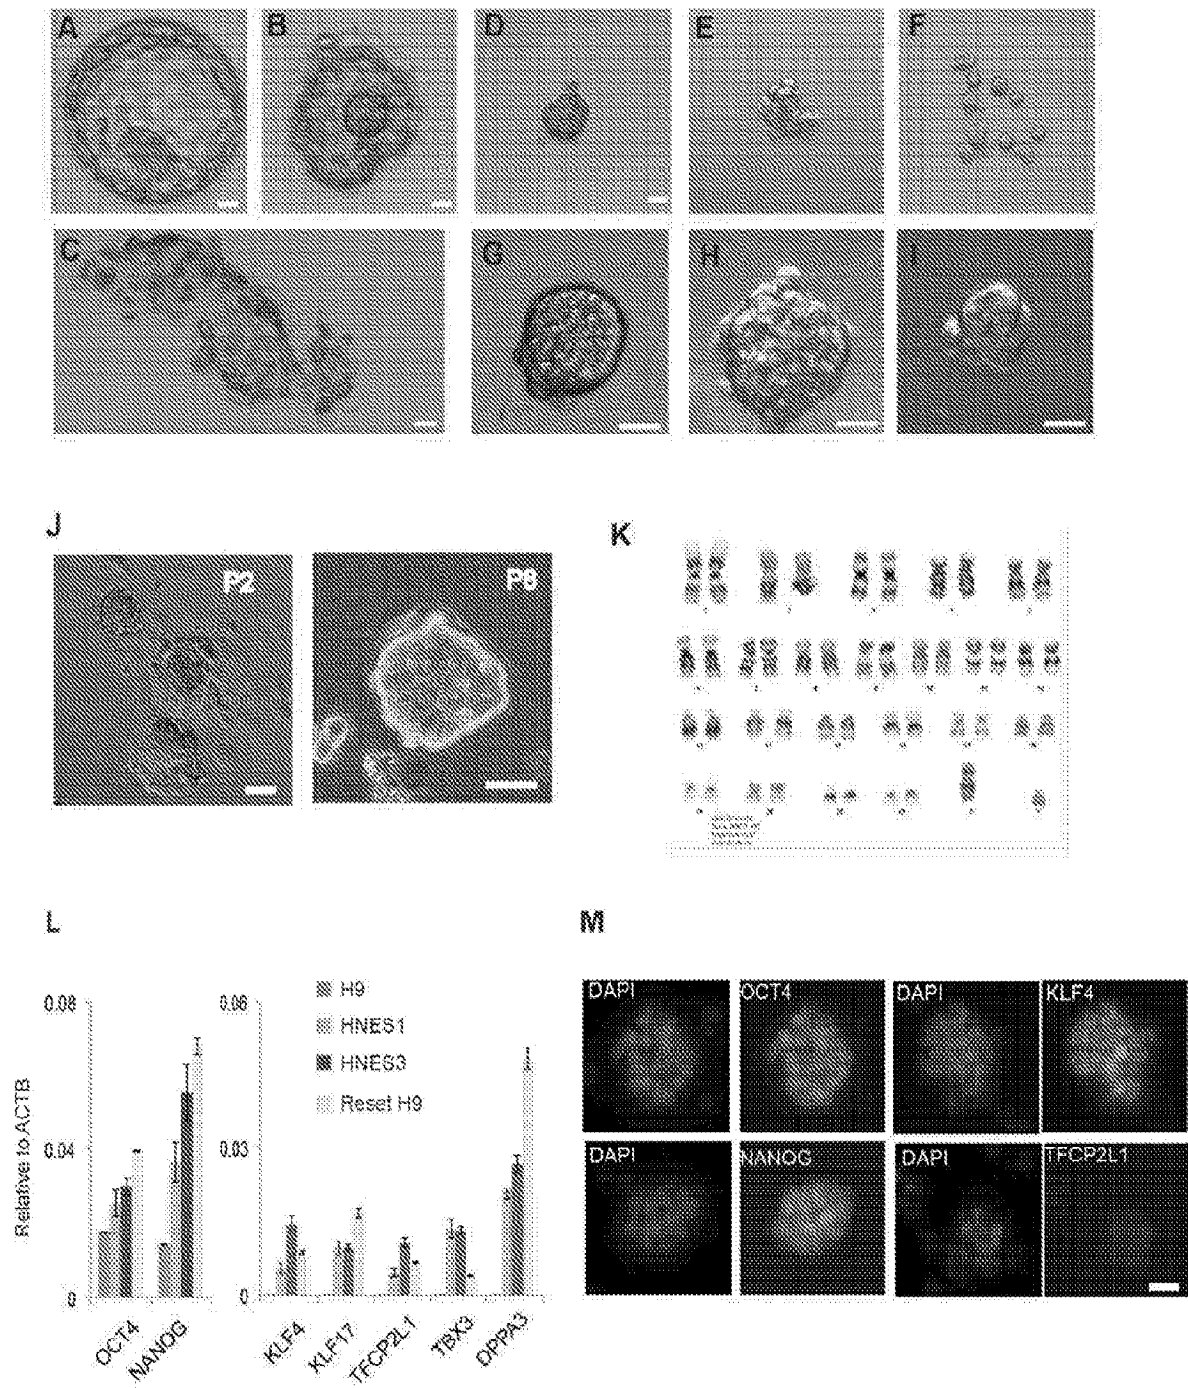 A
B
D
E
F
C
G
H
I
J
K
P2
L
M
H9
HNES1
HNES3
Reset H9
Relative to ACTB
0.08
0.04
0
0.06
0.03
0
OCT4
NANOG
KLF4
KLF17
TFCP2L1
TBX3
DPPA3
DAPI
OCT4
DAPI
KLF4
DAPI
NANOG
DAPI
TFCP2L1